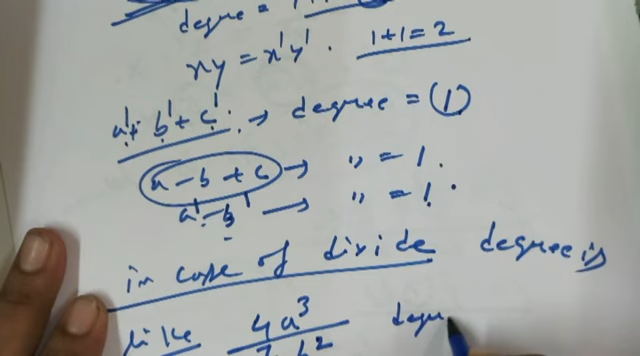 degree =
xy = x¹y¹. 1+1=2
a¹+ b¹+ c¹. → degree = (1)
a - b + c → " = 1.
a¹ - b¹ → " = 1.
in case of divide degree is
like 4a³ degr
b²